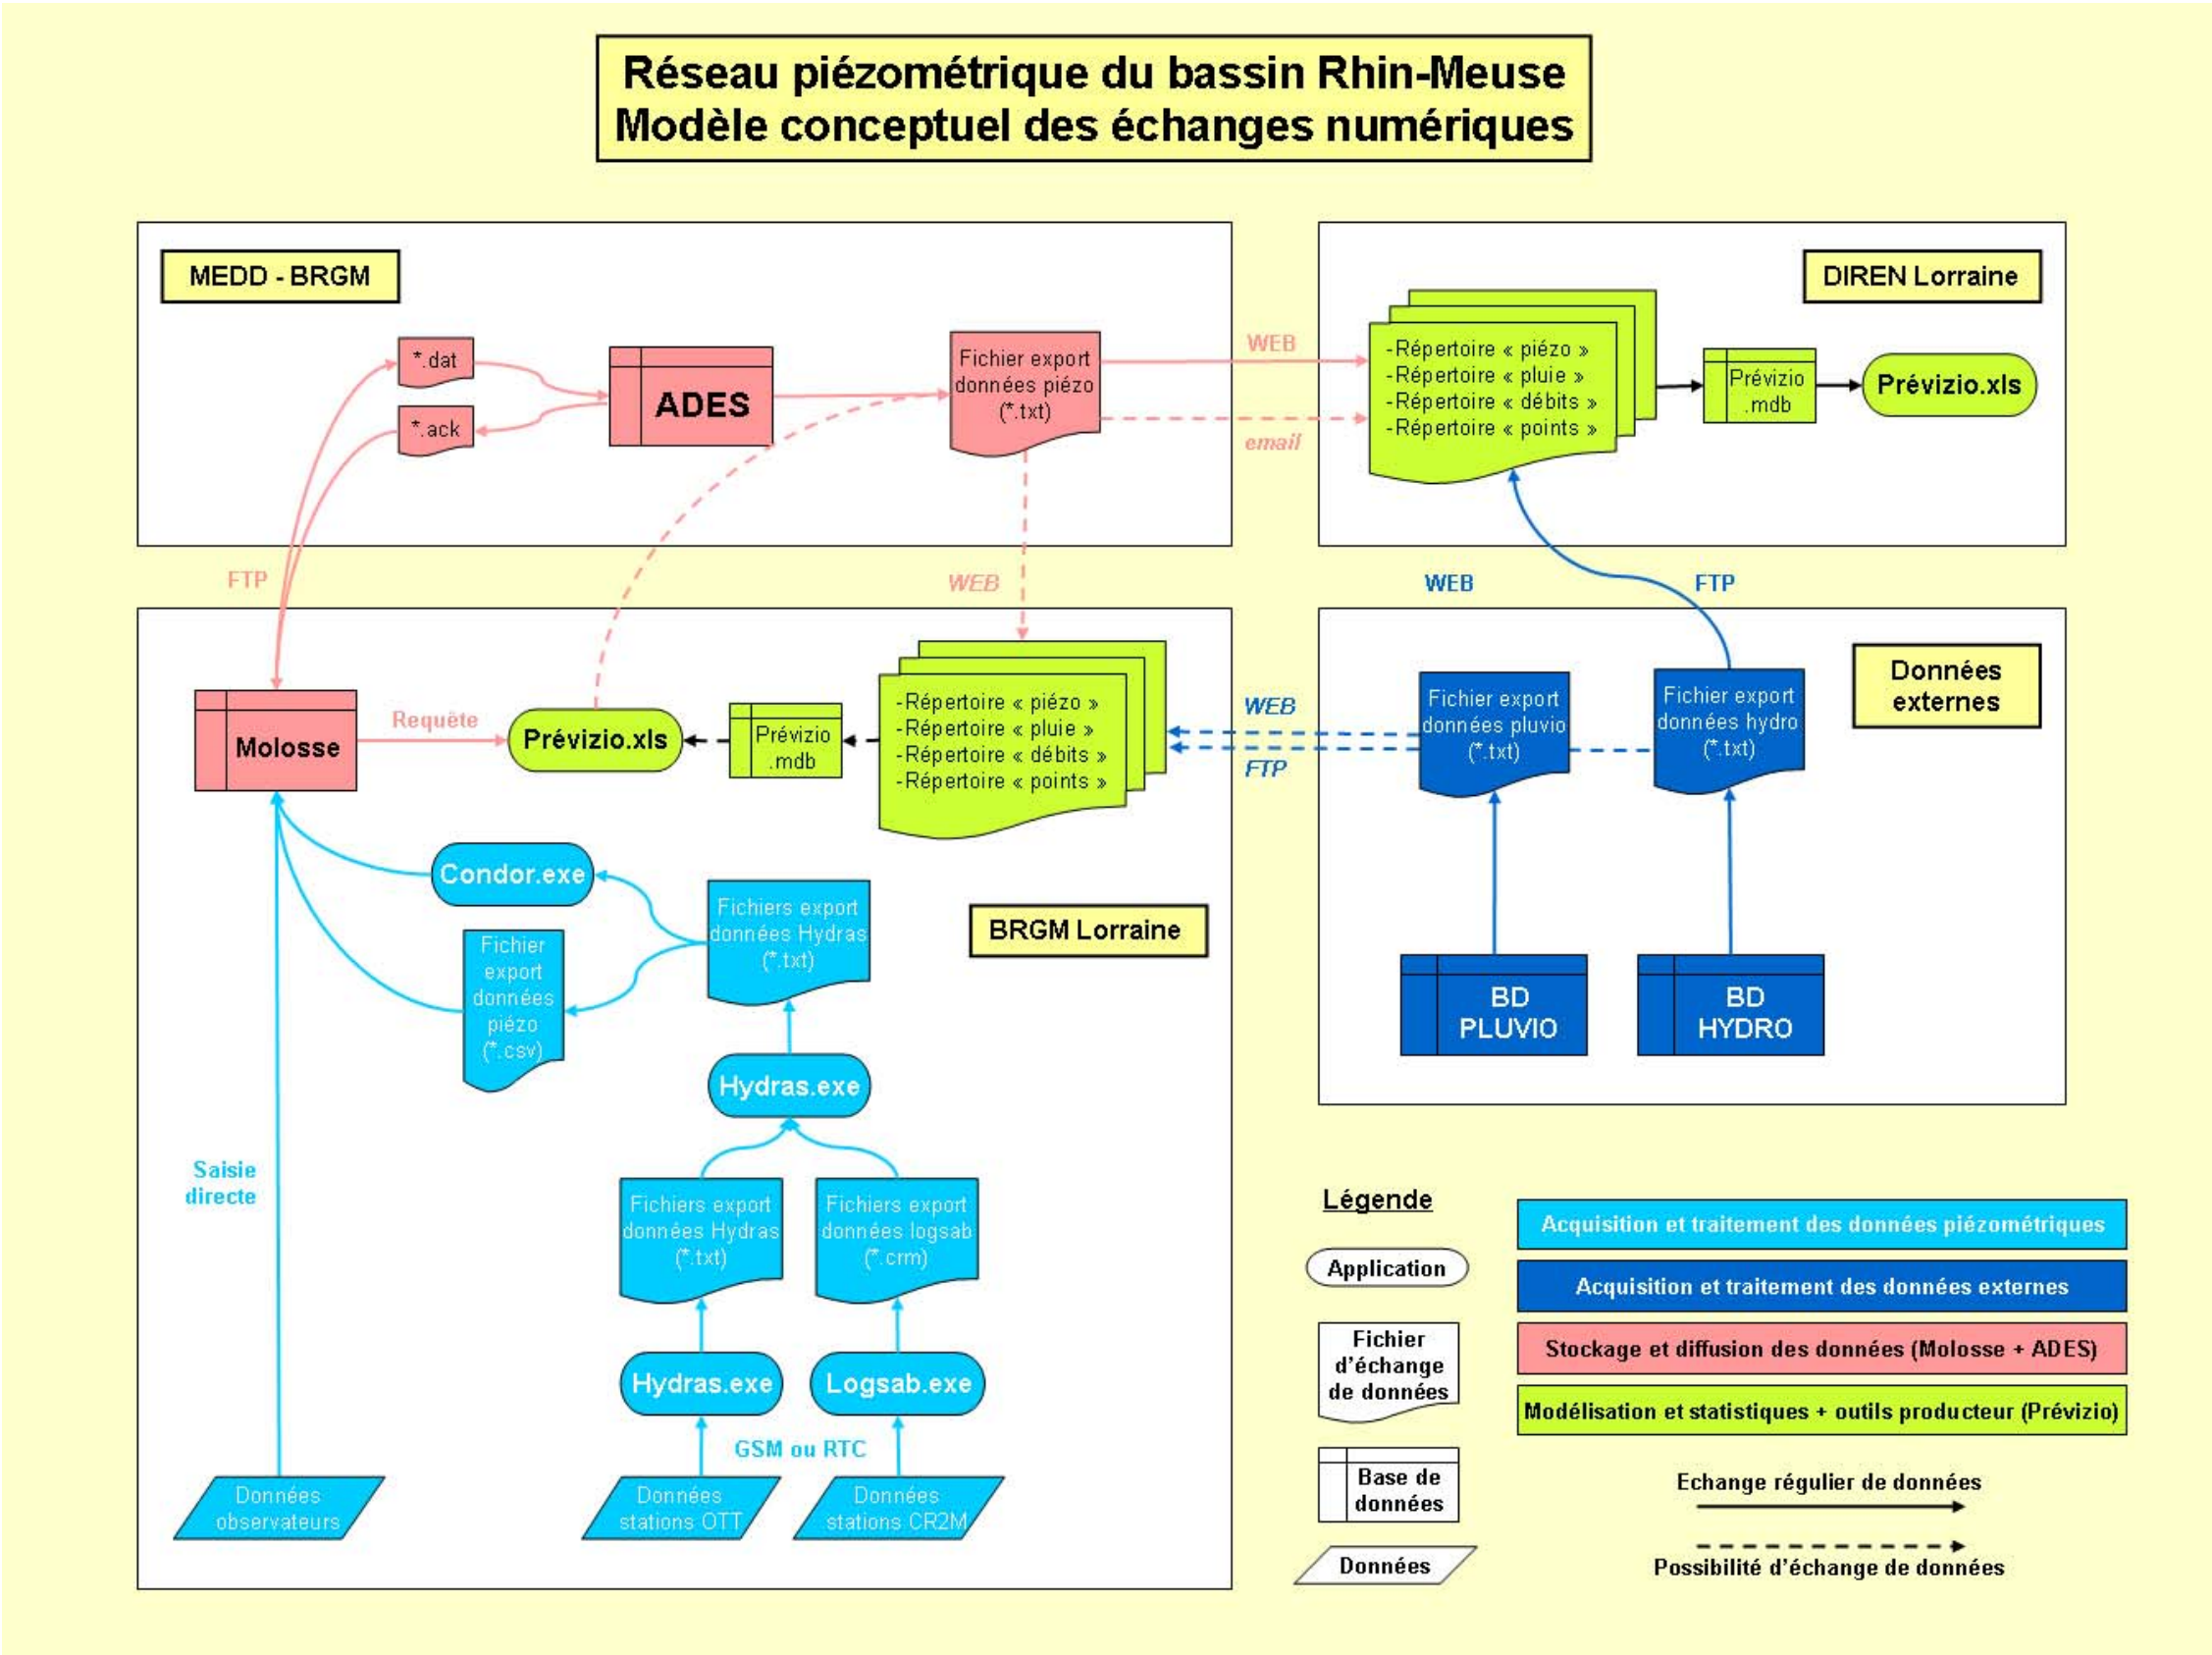 Réseau piézométrique du bassin Rhin-Meuse
Modèle conceptuel des échanges numériques
MEDD - BRGM
*.dat
*.ack
ADES
Fichier export
données piézo
(*.txt)
WEB
email
DIREN Lorraine
-Répertoire « piézo »
-Répertoire « pluie »
-Répertoire « débits »
-Répertoire « points »
Prévizio
.mdb
Prévizio.xls
FTP
WEB
WEB
FTP
Molosse
Requête
Prévizio.xls
Prévizio
.mdb
-Répertoire « piézo »
-Répertoire « pluie »
-Répertoire « débits »
-Répertoire « points »
WEB
FTP
Fichier export
données pluvio
(*.txt)
Fichier export
données hydro
(*.txt)
Données
externes
BD
PLUVIO
BD
HYDRO
Condor.exe
Fichier
export
données
piézo
(*.csv)
Fichiers export
données Hydras
(*.txt)
BRGM Lorraine
Hydras.exe
Saisie
directe
Fichiers export
données Hydras
(*.txt)
Fichiers export
données logsab
(*.crm)
Hydras.exe
Logsab.exe
GSM ou RTC
Données
observateurs
Données
stations OTT
Données
stations CR2M
Légende
Application
Fichier
d'échange
de données
Base de
données
Données
Acquisition et traitement des données piézométriques
Acquisition et traitement des données externes
Stockage et diffusion des données (Molosse + ADES)
Modélisation et statistiques + outils producteur (Prévizio)
Echange régulier de données
Possibilité d'échange de données